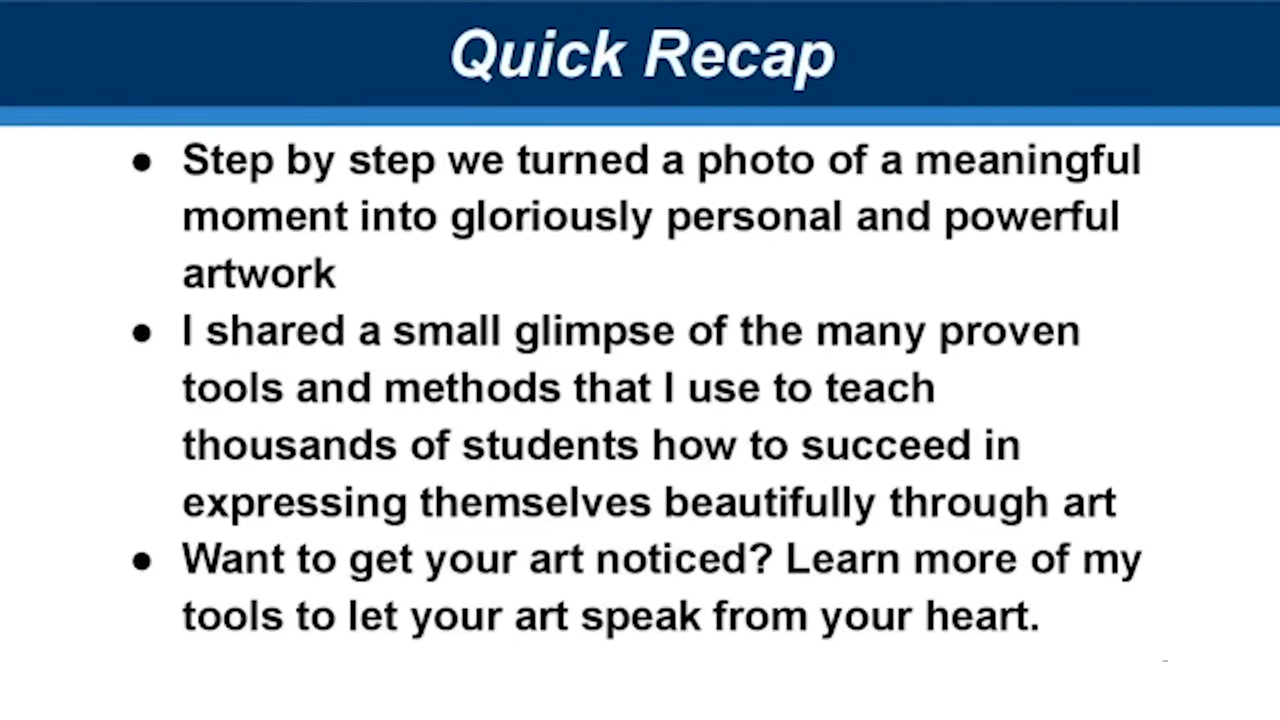 Quick Recap
● Step by step we turned a photo of a meaningful
moment into gloriously personal and powerful
artwork
● I shared a small glimpse of the many proven
tools and methods that I use to teach
thousands of students how to succeed in
expressing themselves beautifully through art
● Want to get your art noticed? Learn more of my
tools to let your art speak from your heart.